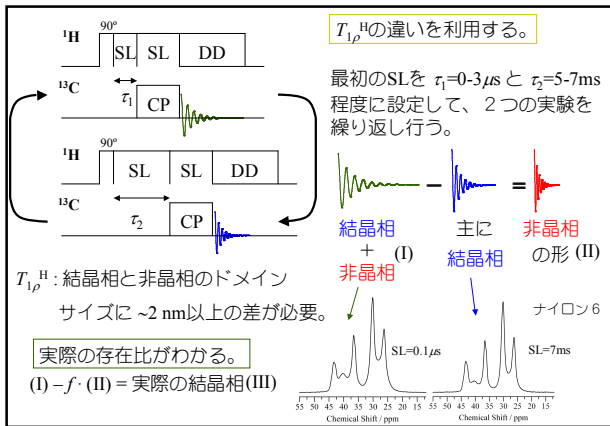 90º
¹H
SL
SL
DD
¹³C
τ₁
CP
90º
¹H
SL
SL
DD
¹³C
τ₂
CP
T₁ρᴴ : 結晶相と非晶相のドメイン
サイズに ~2 nm以上の差が必要。
実際の存在比がわかる。
(I) – f· (II) = 実際の結晶相(III)
T₁ρᴴの違いを利用する。
最初のSLを τ₁=0-3μs と τ₂=5-7ms
程度に設定して、２つの実験を
繰り返し行う。
– =
結晶相
+ (I)
非晶相
主に
結晶相
非晶相
の形 (II)
ナイロン６
SL=0.1μs
SL=7ms
55 50 45 40 35 30 25 20 15
Chemical Shift / ppm
55 50 45 40 35 30 25 20 15
Chemical Shift / ppm